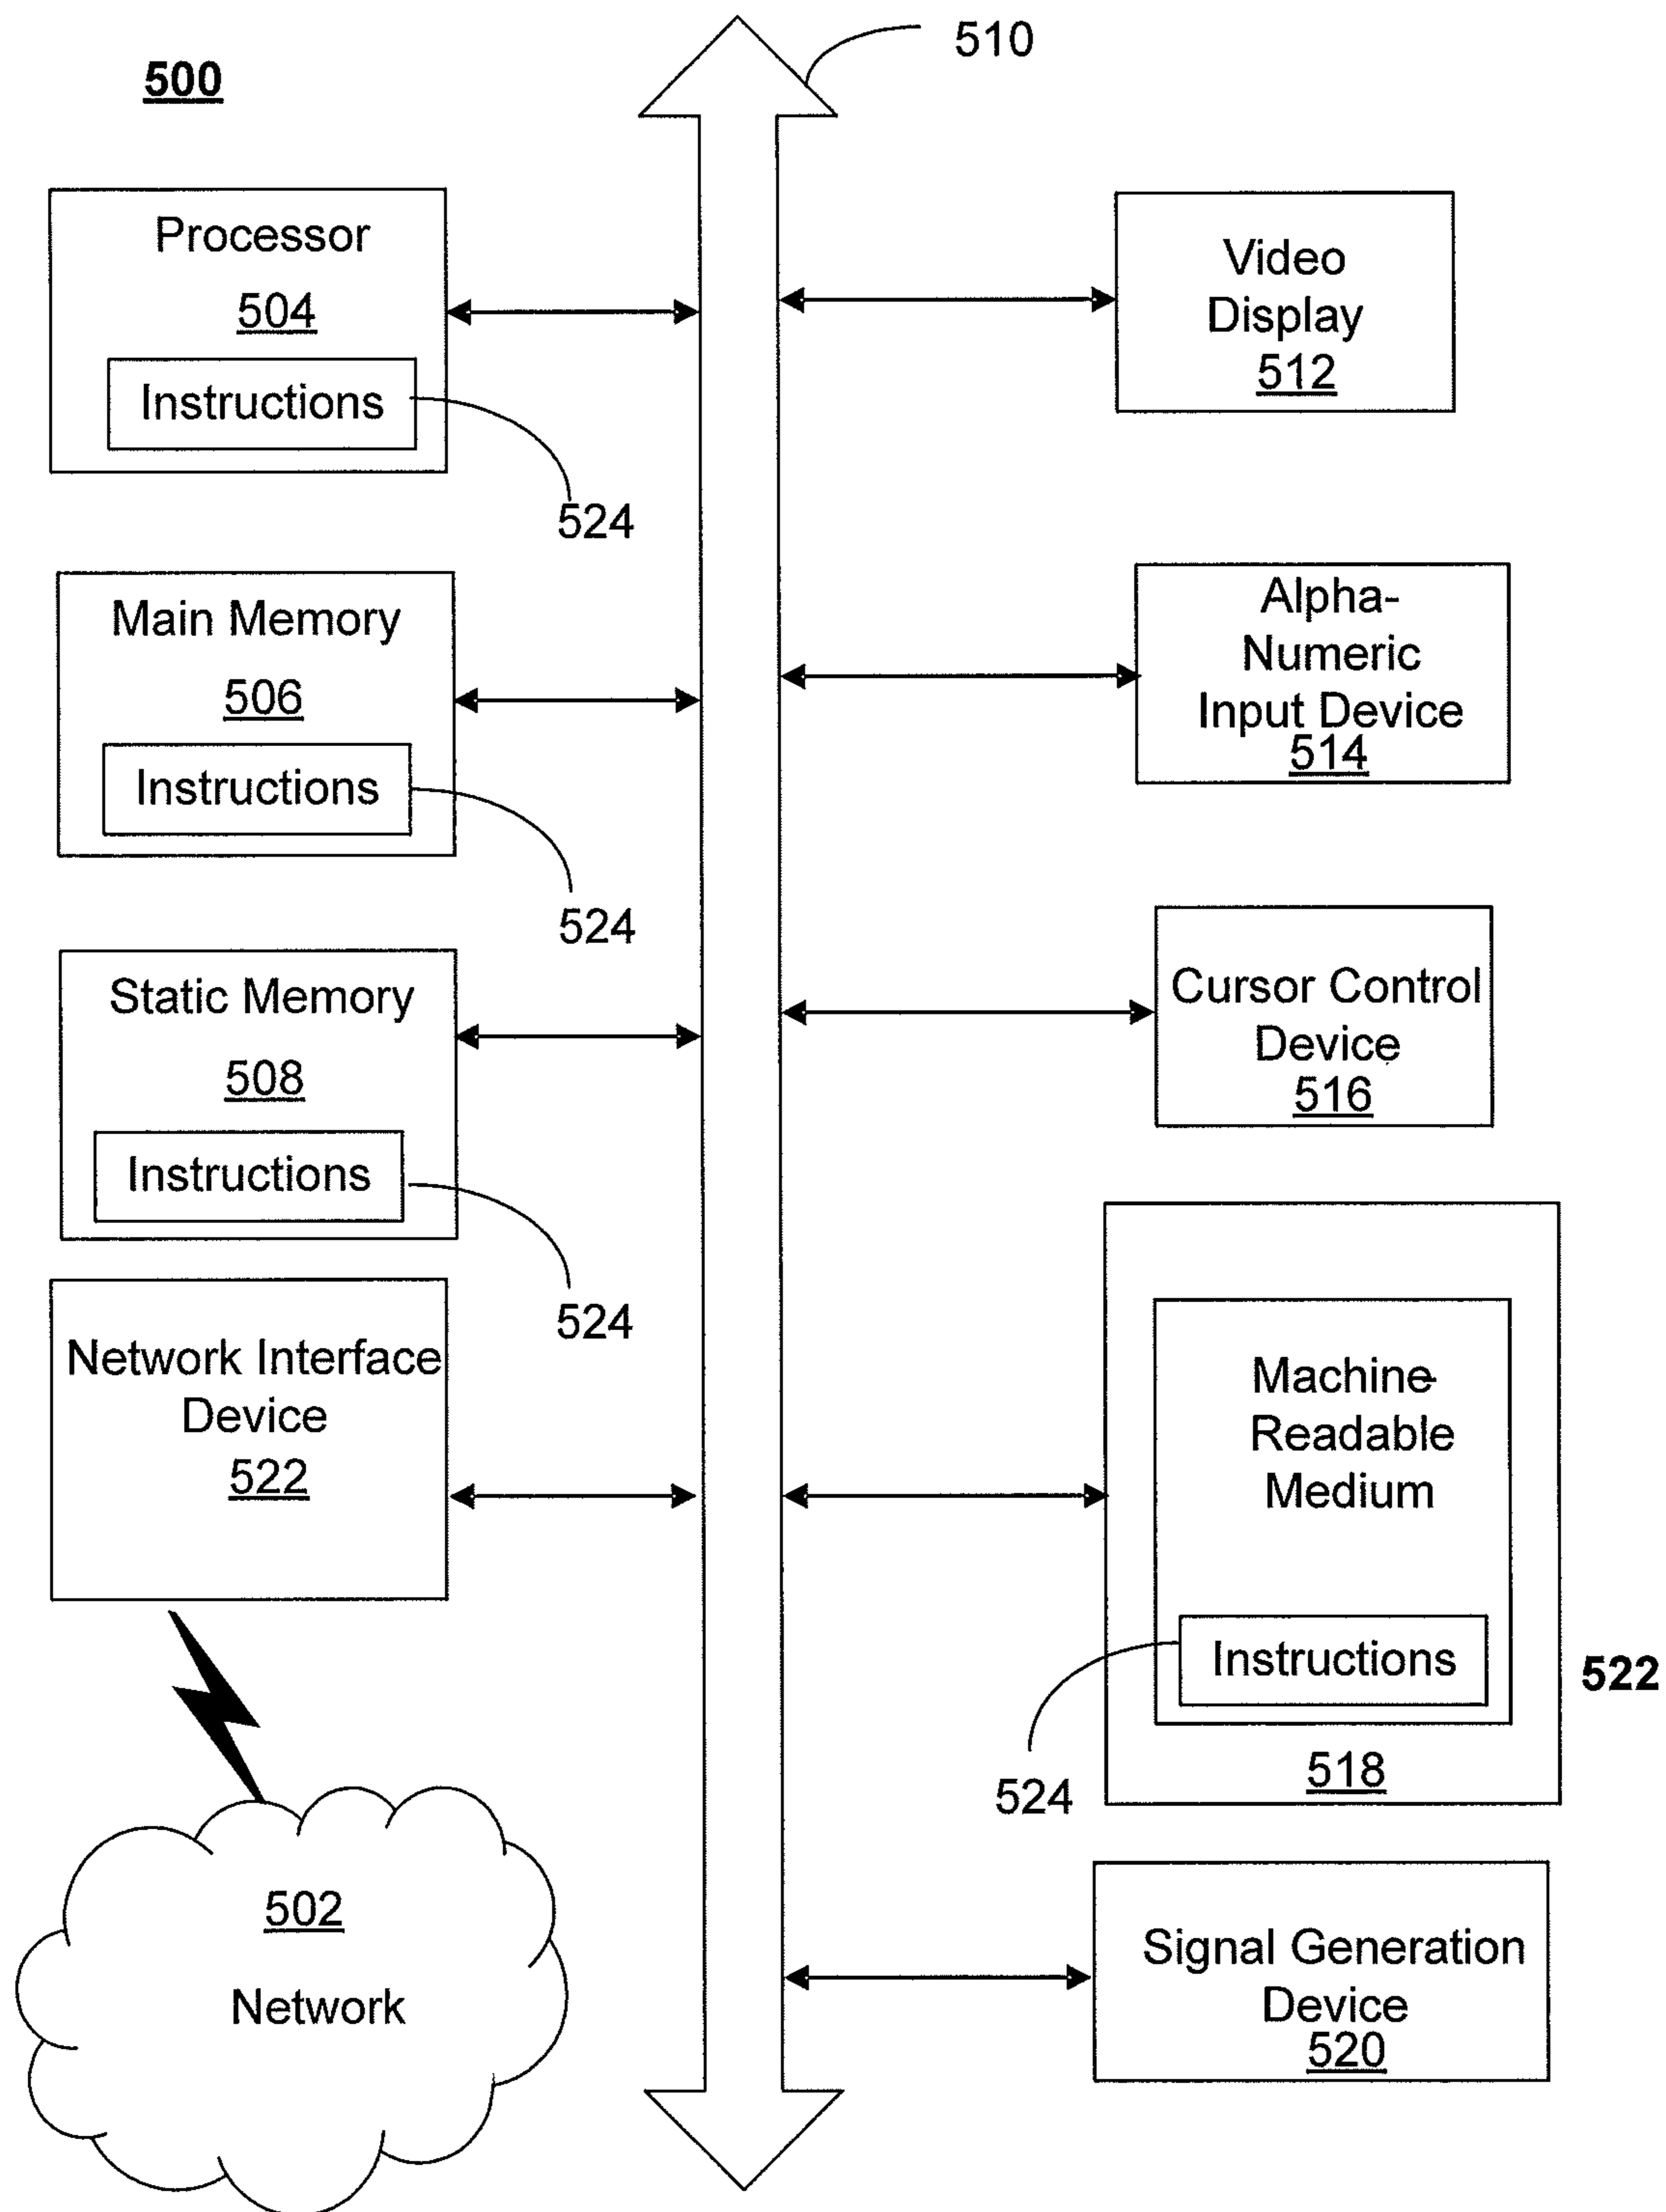 500
510
Processor
504
Instructions
524
Main Memory
506
Instructions
524
Static Memory
508
Instructions
524
Network Interface
Device
522
502
Network
Video
Display
512
Alpha-
Numeric
Input Device
514
Cursor Control
Device
516
Machine-
Readable
Medium
Instructions
522
524
518
Signal Generation
Device
520